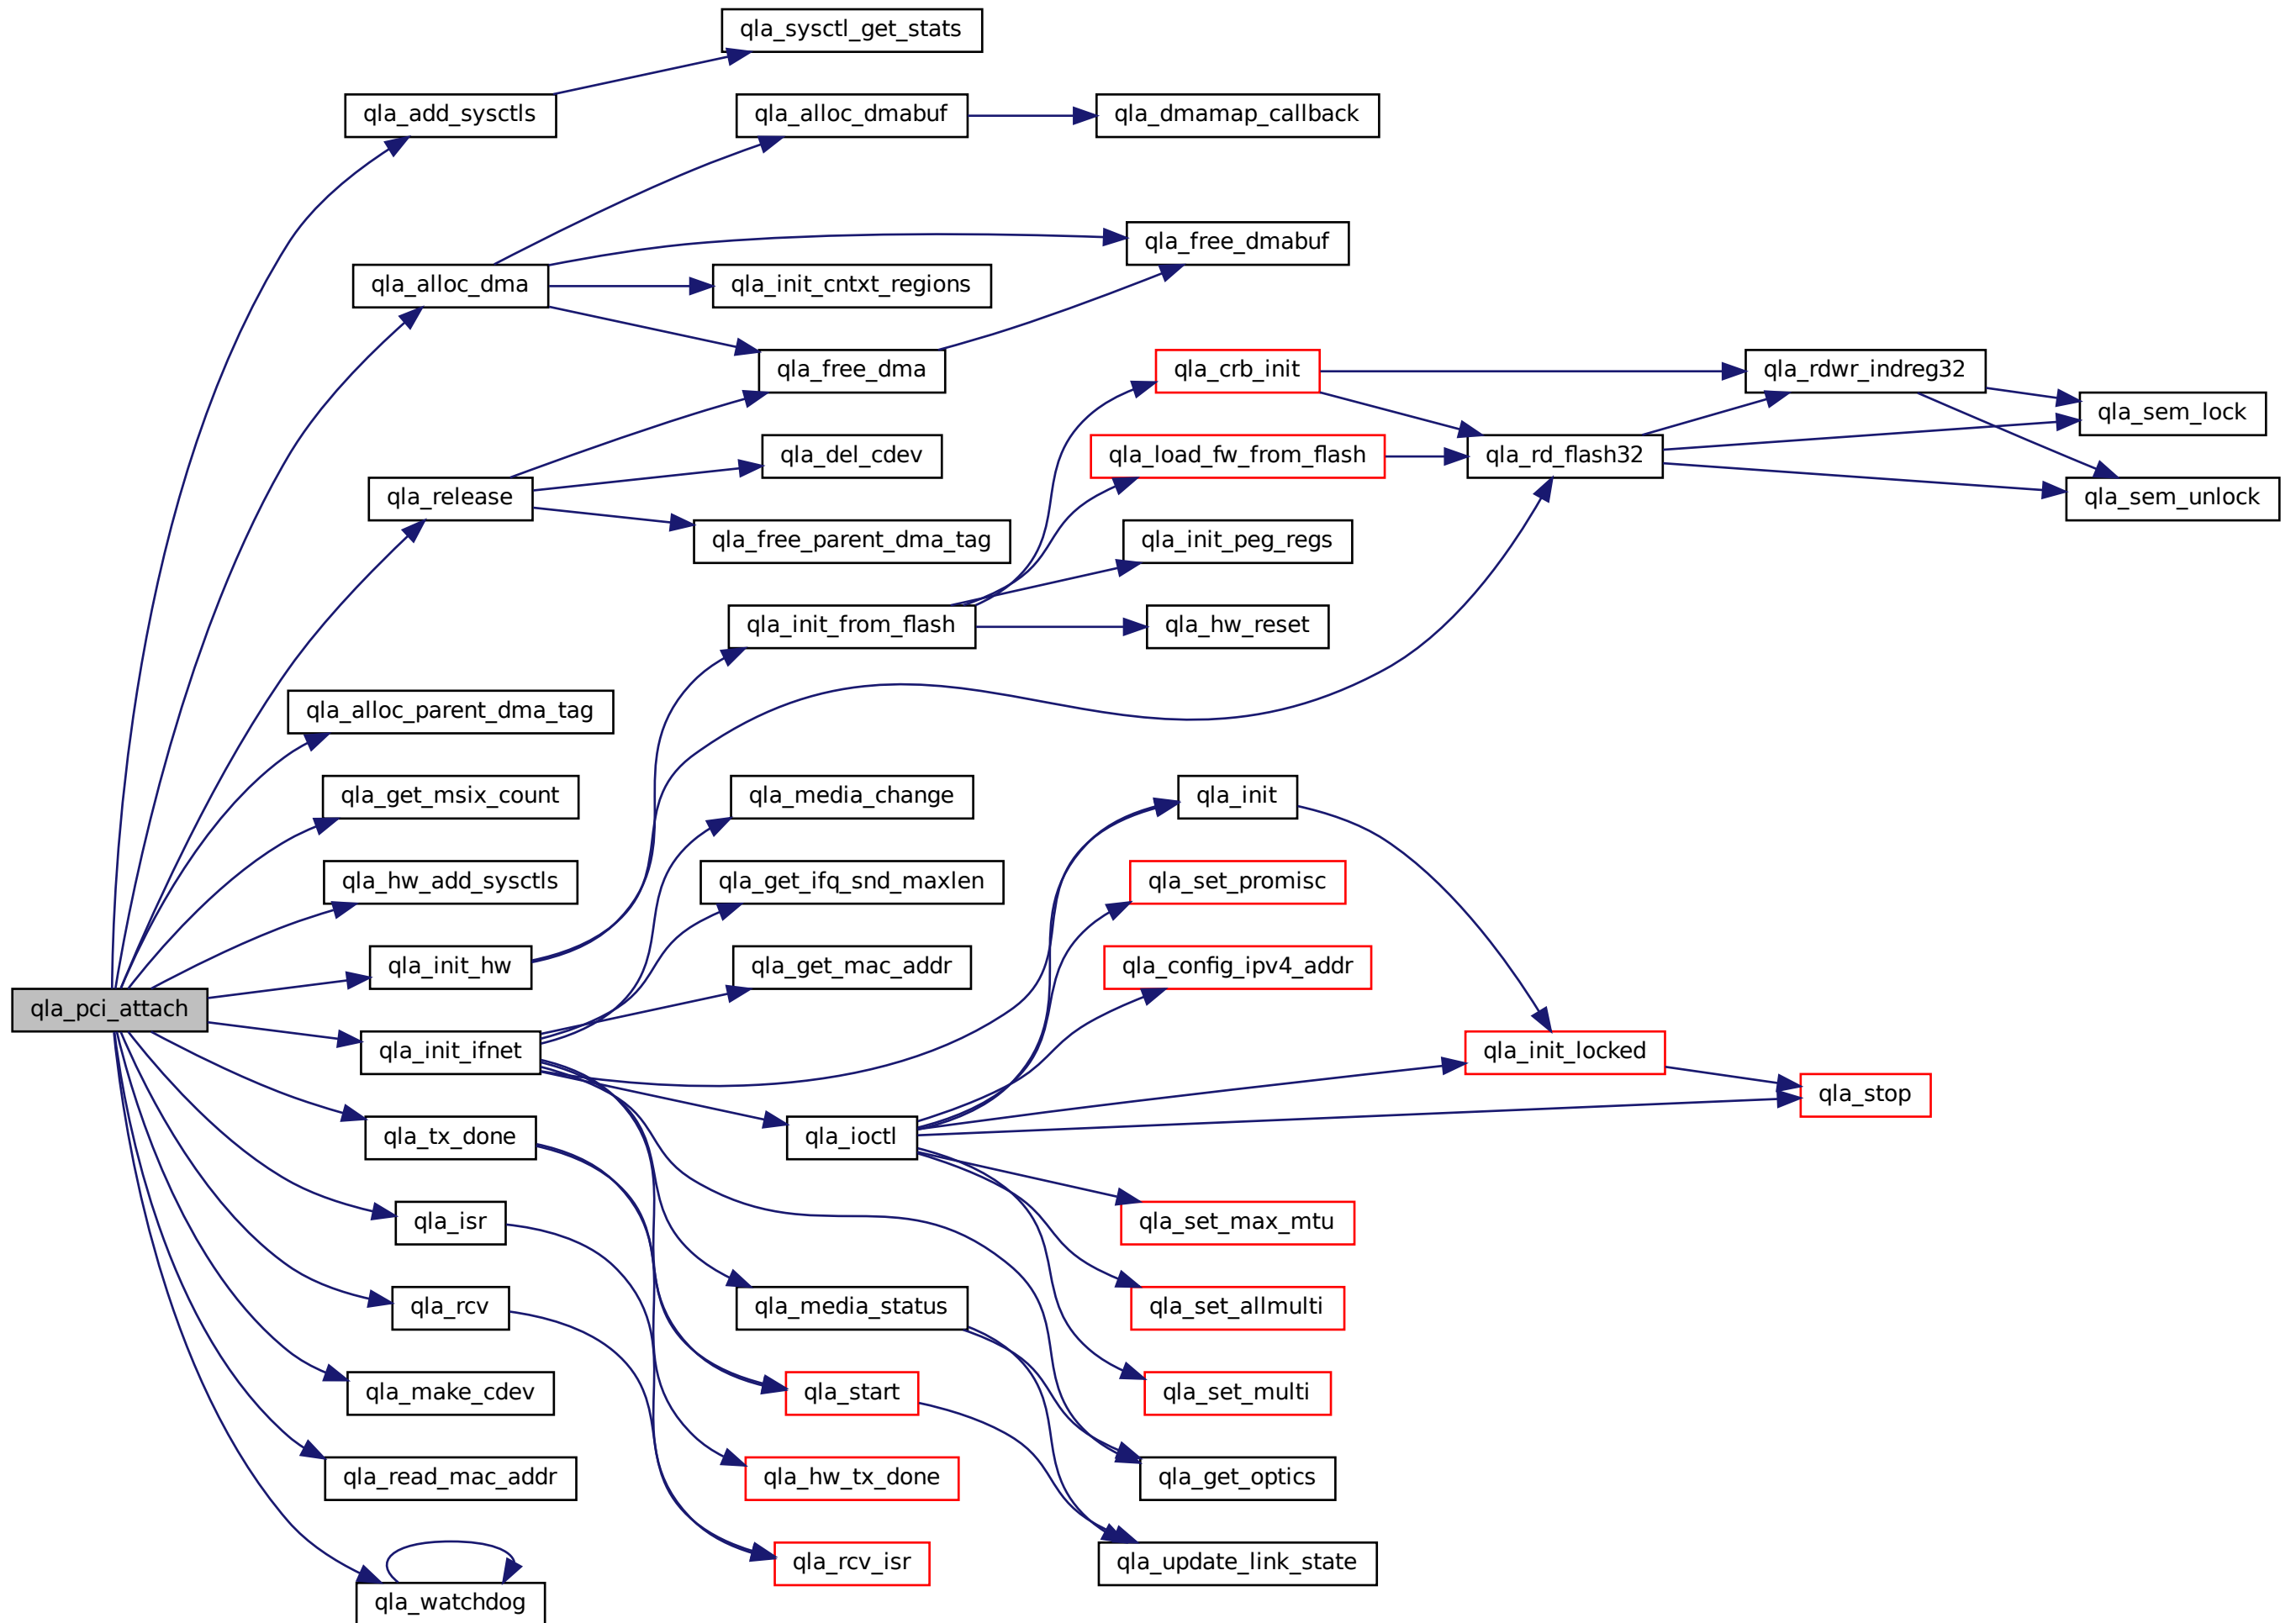 qla_sysctl_get_stats
qla_add_sysctls
qla_alloc_dmabuf
qla_dmamap_callback
qla_free_dmabuf
qla_alloc_dma
qla_init_cntxt_regions
qla_free_dma
qla_crb_init
qla_rdwr_indreg32
qla_sem_lock
qla_del_cdev
qla_load_fw_from_flash
qla_rd_flash32
qla_release
qla_sem_unlock
qla_free_parent_dma_tag
qla_init_peg_regs
qla_init_from_flash
qla_hw_reset
qla_alloc_parent_dma_tag
qla_get_msix_count
qla_media_change
qla_init
qla_hw_add_sysctls
qla_get_ifq_snd_maxlen
qla_set_promisc
qla_init_hw
qla_get_mac_addr
qla_config_ipv4_addr
qla_pci_attach
qla_init_ifnet
qla_init_locked
qla_stop
qla_tx_done
qla_ioctl
qla_isr
qla_set_max_mtu
qla_rcv
qla_media_status
qla_set_allmulti
qla_make_cdev
qla_start
qla_set_multi
qla_read_mac_addr
qla_hw_tx_done
qla_get_optics
qla_rcv_isr
qla_update_link_state
qla_watchdog